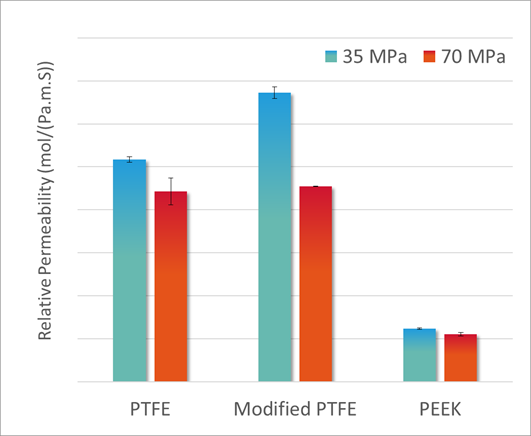 Relative Permeability (mol/(Pa.m.S))
35 MPa 70 MPa
PTFE Modified PTFE PEEK